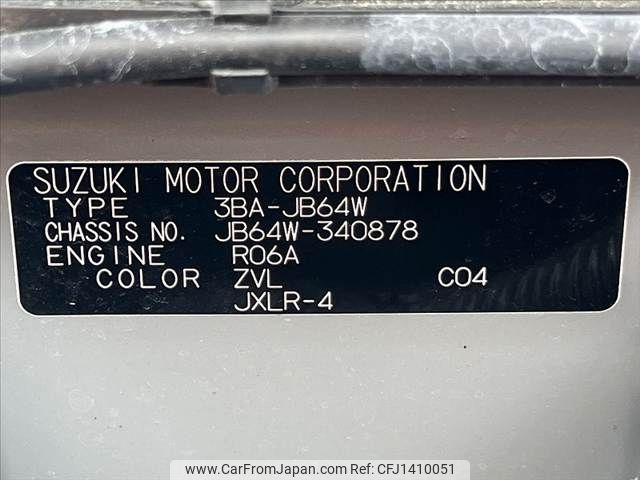 SUZUKI MOTOR CORPORATION
TYPE 3BA-JB64W
CHASSIS NO. JB64W-340878
ENGINE R06A
COLOR ZVL C04
JXLR-4
www.CarFromJapan.com Ref:CFJ1410051